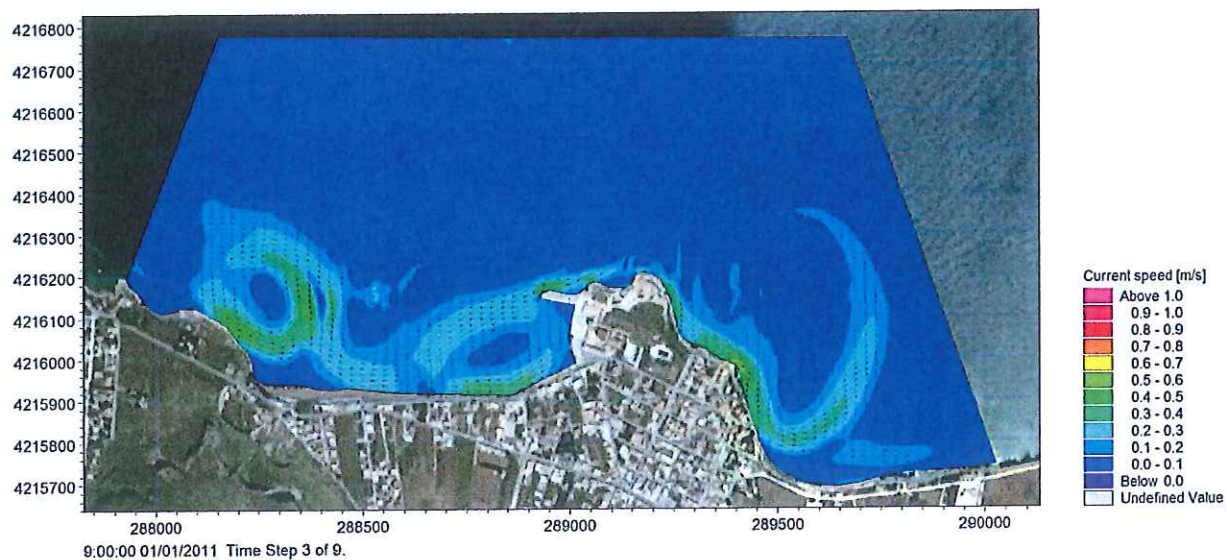 4216800
4216700
4216600
4216500
4216400
4216300
4216200
4216100
4216000
4215900
4215800
4215700
288000 288500 289000 289500 290000
9:00:00 01/01/2011 Time Step 3 of 9.
Current speed [m/s]
Above 1.0
0.9 - 1.0
0.8 - 0.9
0.7 - 0.8
0.6 - 0.7
0.5 - 0.6
0.4 - 0.5
0.3 - 0.4
0.2 - 0.3
0.1 - 0.2
0.0 - 0.1
Below 0.0
Undefined Value